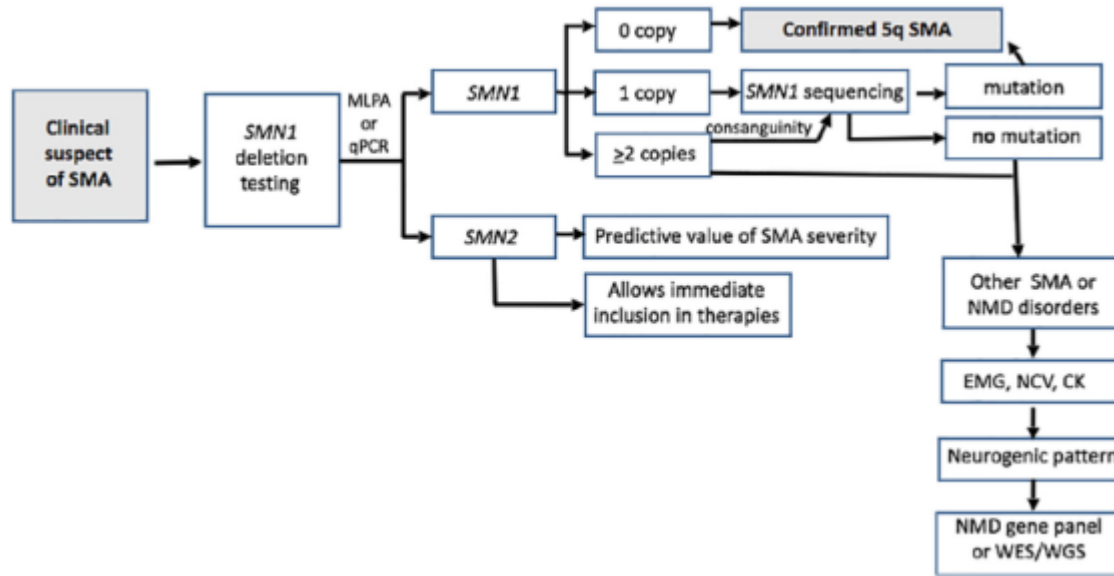 Clinical
suspect
of SMA
SMN1
deletion
testing
MLPA
or
qPCR
SMN1
0 copy
Confirmed 5q SMA
1 copy
SMN1 sequencing
mutation
consanguinity
no mutation
≥2 copies
SMN2
Predictive value of SMA severity
Allows immediate
inclusion in therapies
Other SMA or
NMD disorders
EMG, NCV, CK
Neurogenic pattern
NMD gene panel
or WES/WGS